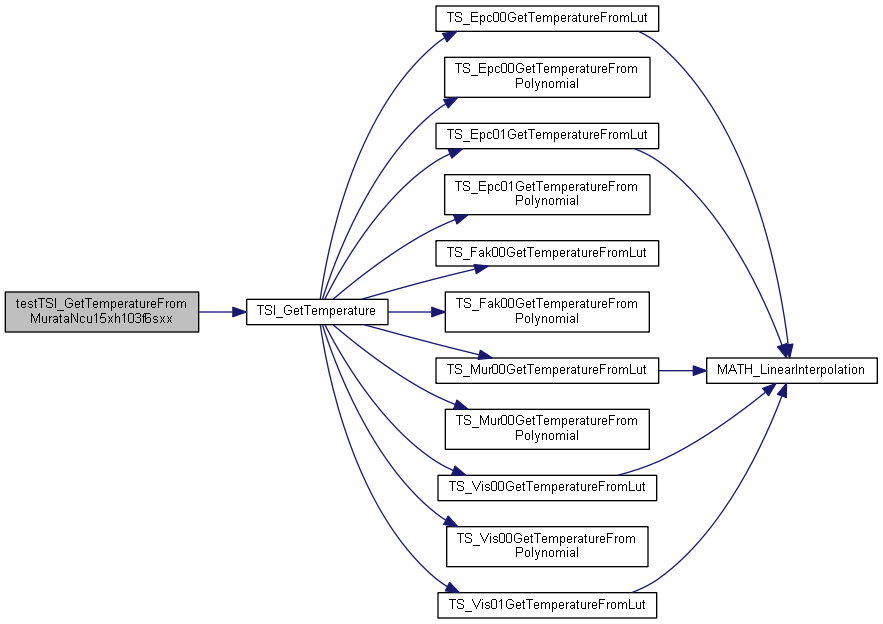 testTSI_GetTemperatureFrom
MurataNcu15xh103f6sxx
TSI_GetTemperature
TS_Epc00GetTemperatureFromLut
TS_Epc00GetTemperatureFrom
Polynomial
TS_Epc01GetTemperatureFromLut
TS_Epc01GetTemperatureFrom
Polynomial
TS_Fak00GetTemperatureFromLut
TS_Fak00GetTemperatureFrom
Polynomial
TS_Mur00GetTemperatureFromLut
TS_Mur00GetTemperatureFrom
Polynomial
TS_Vis00GetTemperatureFromLut
TS_Vis00GetTemperatureFrom
Polynomial
TS_Vis01GetTemperatureFromLut
MATH_LinearInterpolation